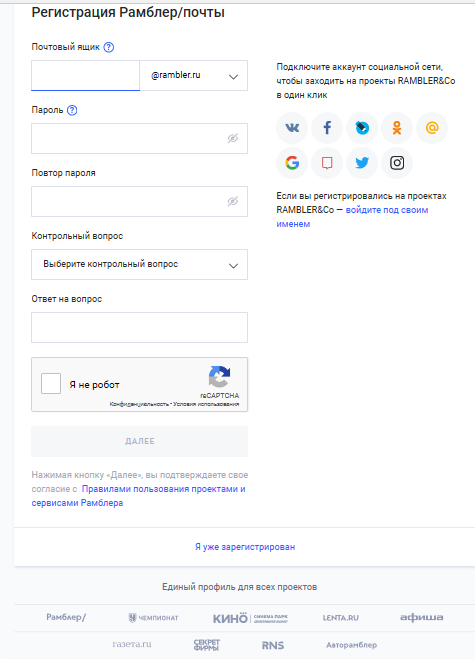 Регистрация Рамблер/почты
Почтовый ящик ?
@rambler.ru
Пароль ?
Повтор пароля
Контрольный вопрос
Выберите контрольный вопрос
Ответ на вопрос
Я не робот
reCAPTCHA
Конфиденциальность • Условия использования
ДАЛЕЕ
Нажимая кнопку «Далее», вы подтверждаете свое
согласие с Правилами пользования проектами и
сервисами Рамблера
Подключите аккаунт социальной сети,
чтобы заходить на проекты RAMBLER&Co
в один клик
Если вы регистрировались на проектах
RAMBLER&Co — войдите под своим
именем
Я уже зарегистрирован
Единый профиль для всех проектов
Рамблер/ ЧЕМПИОНАТ КИНО СИНЕМА ПАРК LENTA.RU афиша
газета.ru СЕКРЕТ ФИРМЫ RNS Авторамблер